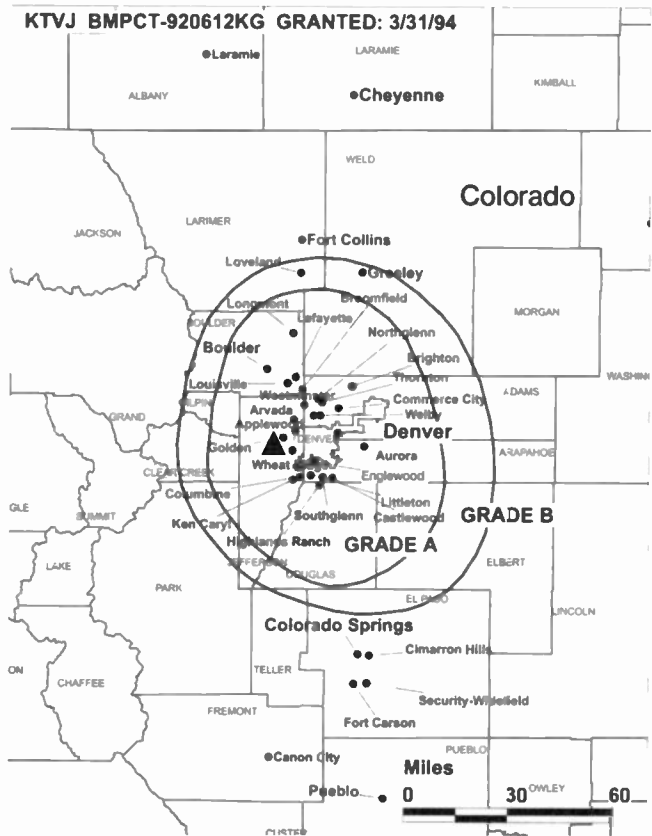 KTVJ BMPCT-920612KG GRANTED: 3/31/94
Laramie
LARAMIE
ALBANY
Cheyenne
KIMBALL
WELD
Colorado
LARIMER
JACKSON
Fort Collins
Loveland
Greeley
Longmont
Broomfield
MORGAN
Lafayette
BOULDER
Northglenn
Boulder
Brighton
Thornton
Louisville
ADAMS
WASHING
Westminster
Commerce City
GILPIN
Arvada
Welby
GRAND
Applewood
Denver
Golden
DENVER
Aurora
ARAPAHOE
Wheat Ridge
CLEAR CREEK
Englewood
Columbine
Littleton
GLE
SUMMIT
Southglenn
Castlewood
GRADE B
Ken Caryl
Highlands Ranch
GRADE A
JEFFERSON
ELBERT
LAKE
DOUGLAS
PARK
EL PASO
LINCOLN
Colorado Springs
Cimarron Hills
ON
TELLER
CHAFFEE
Security-Widefield
FREMONT
Fort Carson
PUEBLO
Canon City
Miles
Pueblo
0 30 60
OWLEY
CUSTER